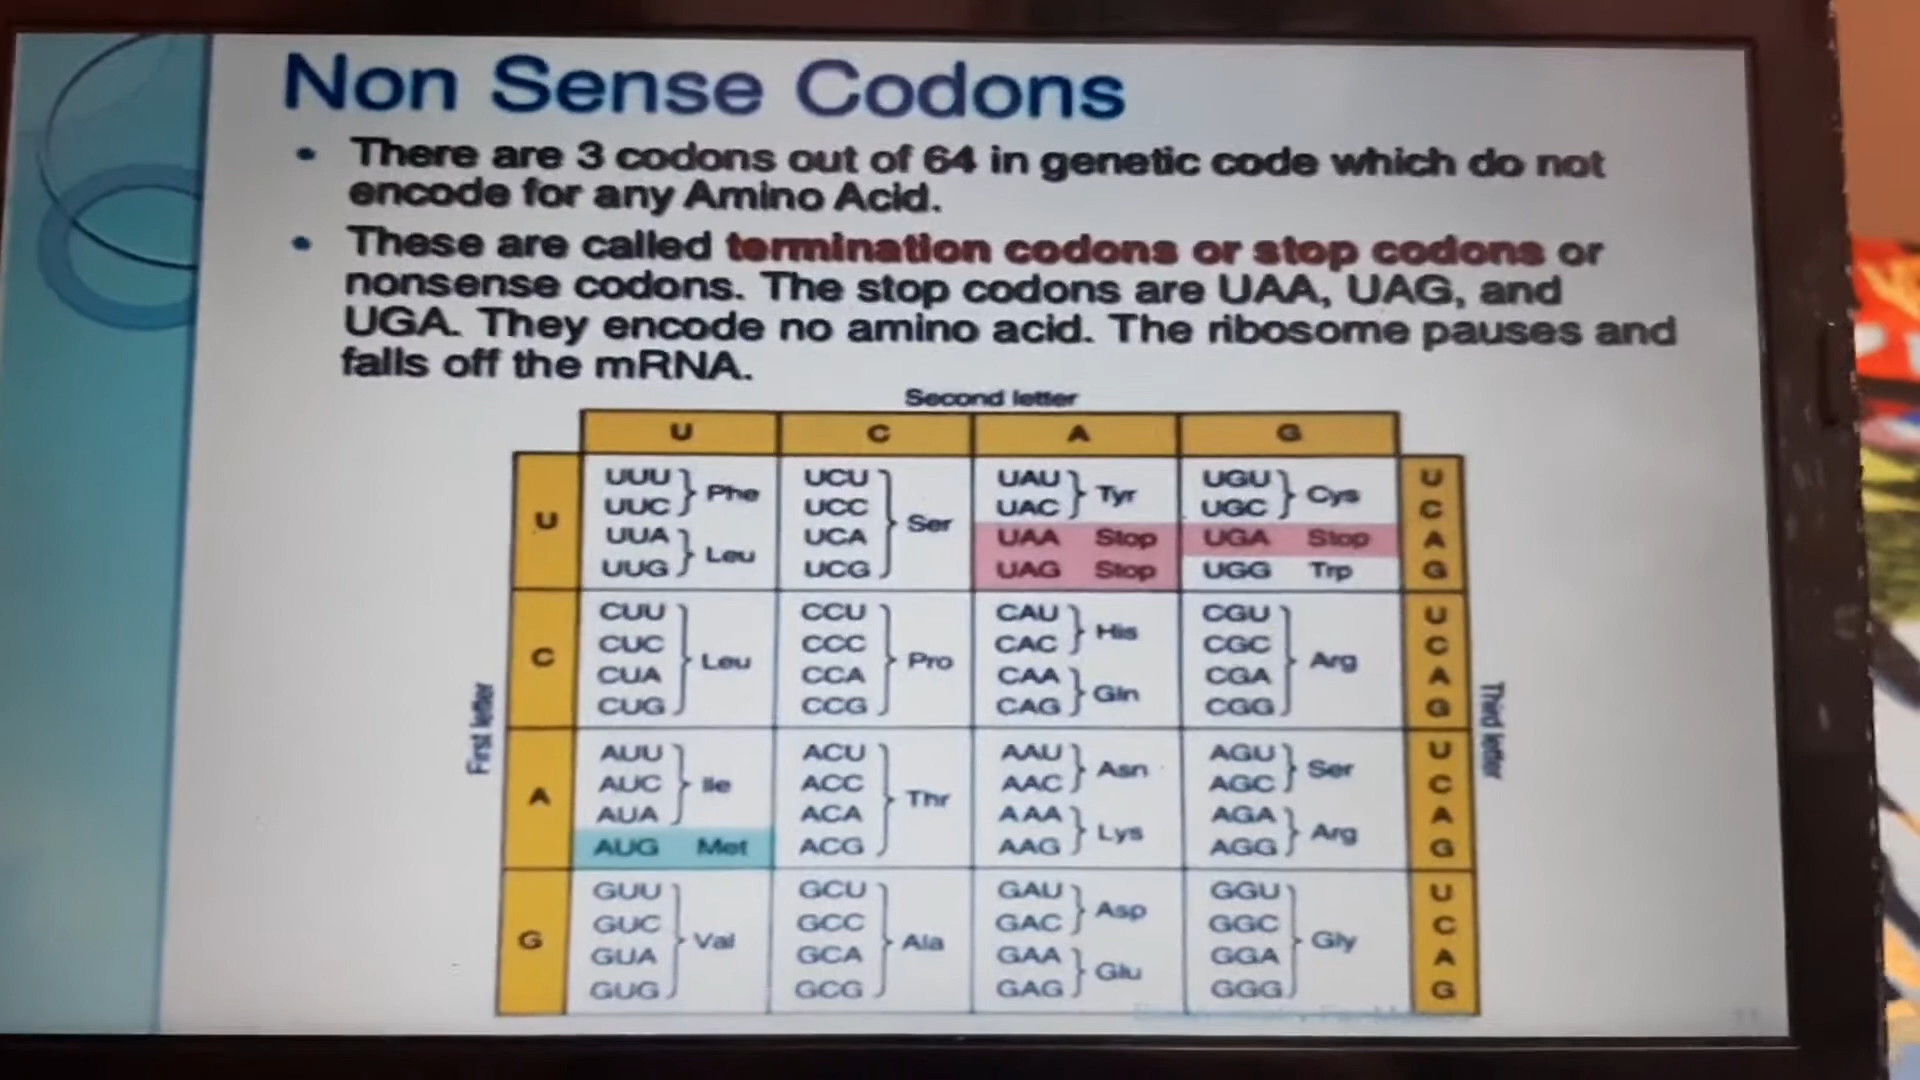 Non Sense Codons
• There are 3 codons out of 64 in genetic code which do not
encode for any Amino Acid.
• These are called termination codons or stop codons or
nonsense codons. The stop codons are UAA, UAG, and
UGA. They encode no amino acid. The ribosome pauses and
falls off the mRNA.
Second letter
U C A G
UUU UCU UAU UGU U
Phe Tyr Cys
UUC UCC UAC UGC C
U Ser
UUA UCA UAA Stop UGA Stop A
Leu
UUG UCG UAG Stop UGG Trp G
CUU CCU CAU CGU U
His
CUC CCC CAC CGC C
C Leu Pro Arg
CUA CCA CAA CGA A
Gln
CUG CCG CAG CGG G
First letter
Third letter
AUU ACU AAU AGU U
Asn Ser
AUC ACC AAC AGC C
A Ile Thr
AUA ACA AAA AGA A
Lys Arg
AUG Met ACG AAG AGG G
GUU GCU GAU GGU U
Asp
GUC GCC GAC GGC C
G Val Ala Gly
GUA GCA GAA GGA A
Glu
GUG GCG GAG GGG G